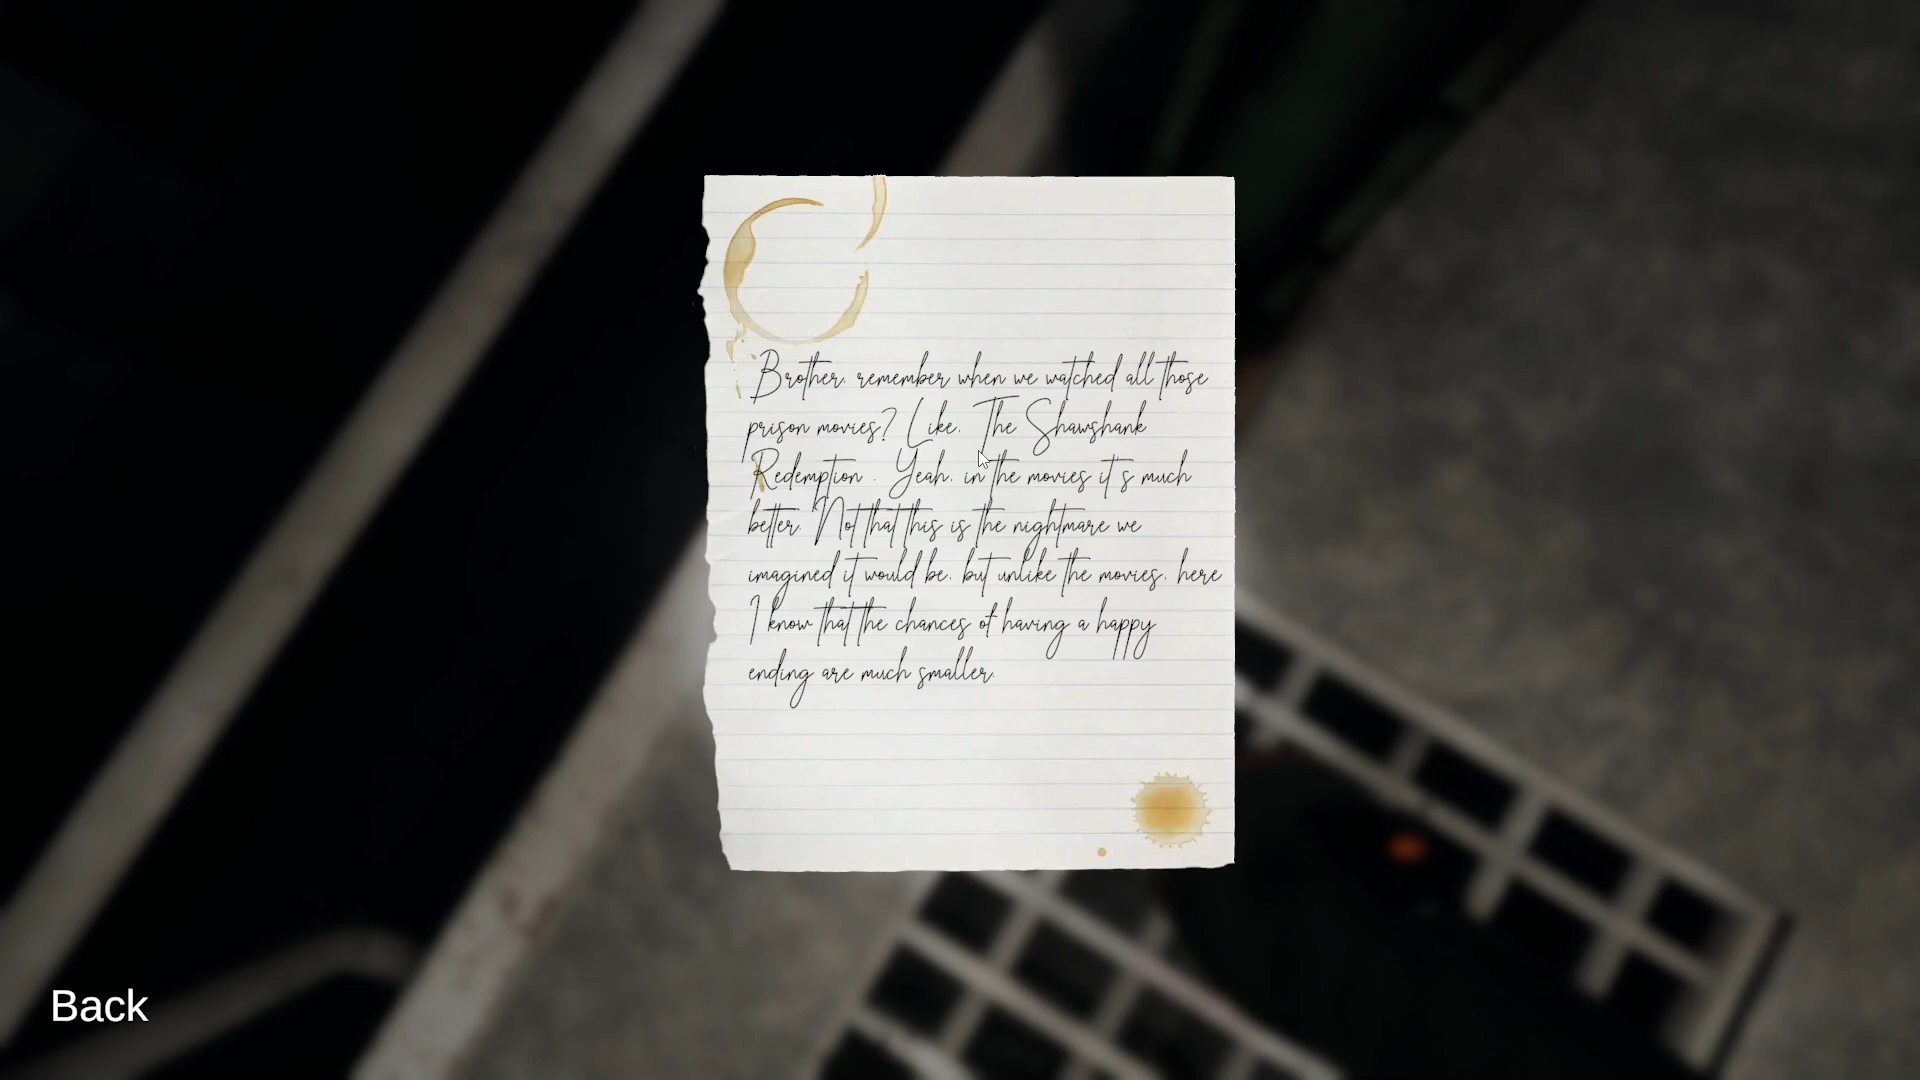 Brother, remember when we watched all those
prison movies? Like, The Shawshank
Redemption . Yeah, in the movies it's much
better. Not that this is the nightmare we
imagined it would be, but unlike the movies, here
I know that the chances of having a happy
ending are much smaller.
Back